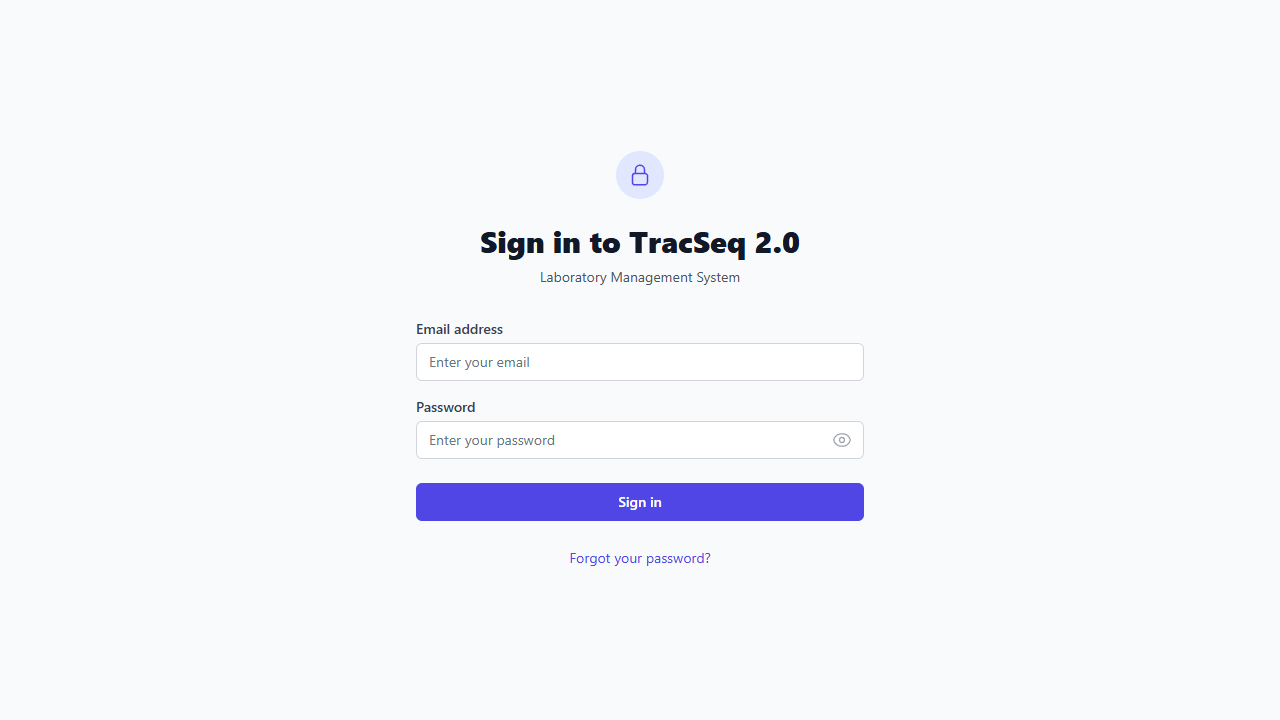 Sign in to TracSeq 2.0
Laboratory Management System
Email address
Enter your email
Password
Enter your password
Sign in
Forgot your password?